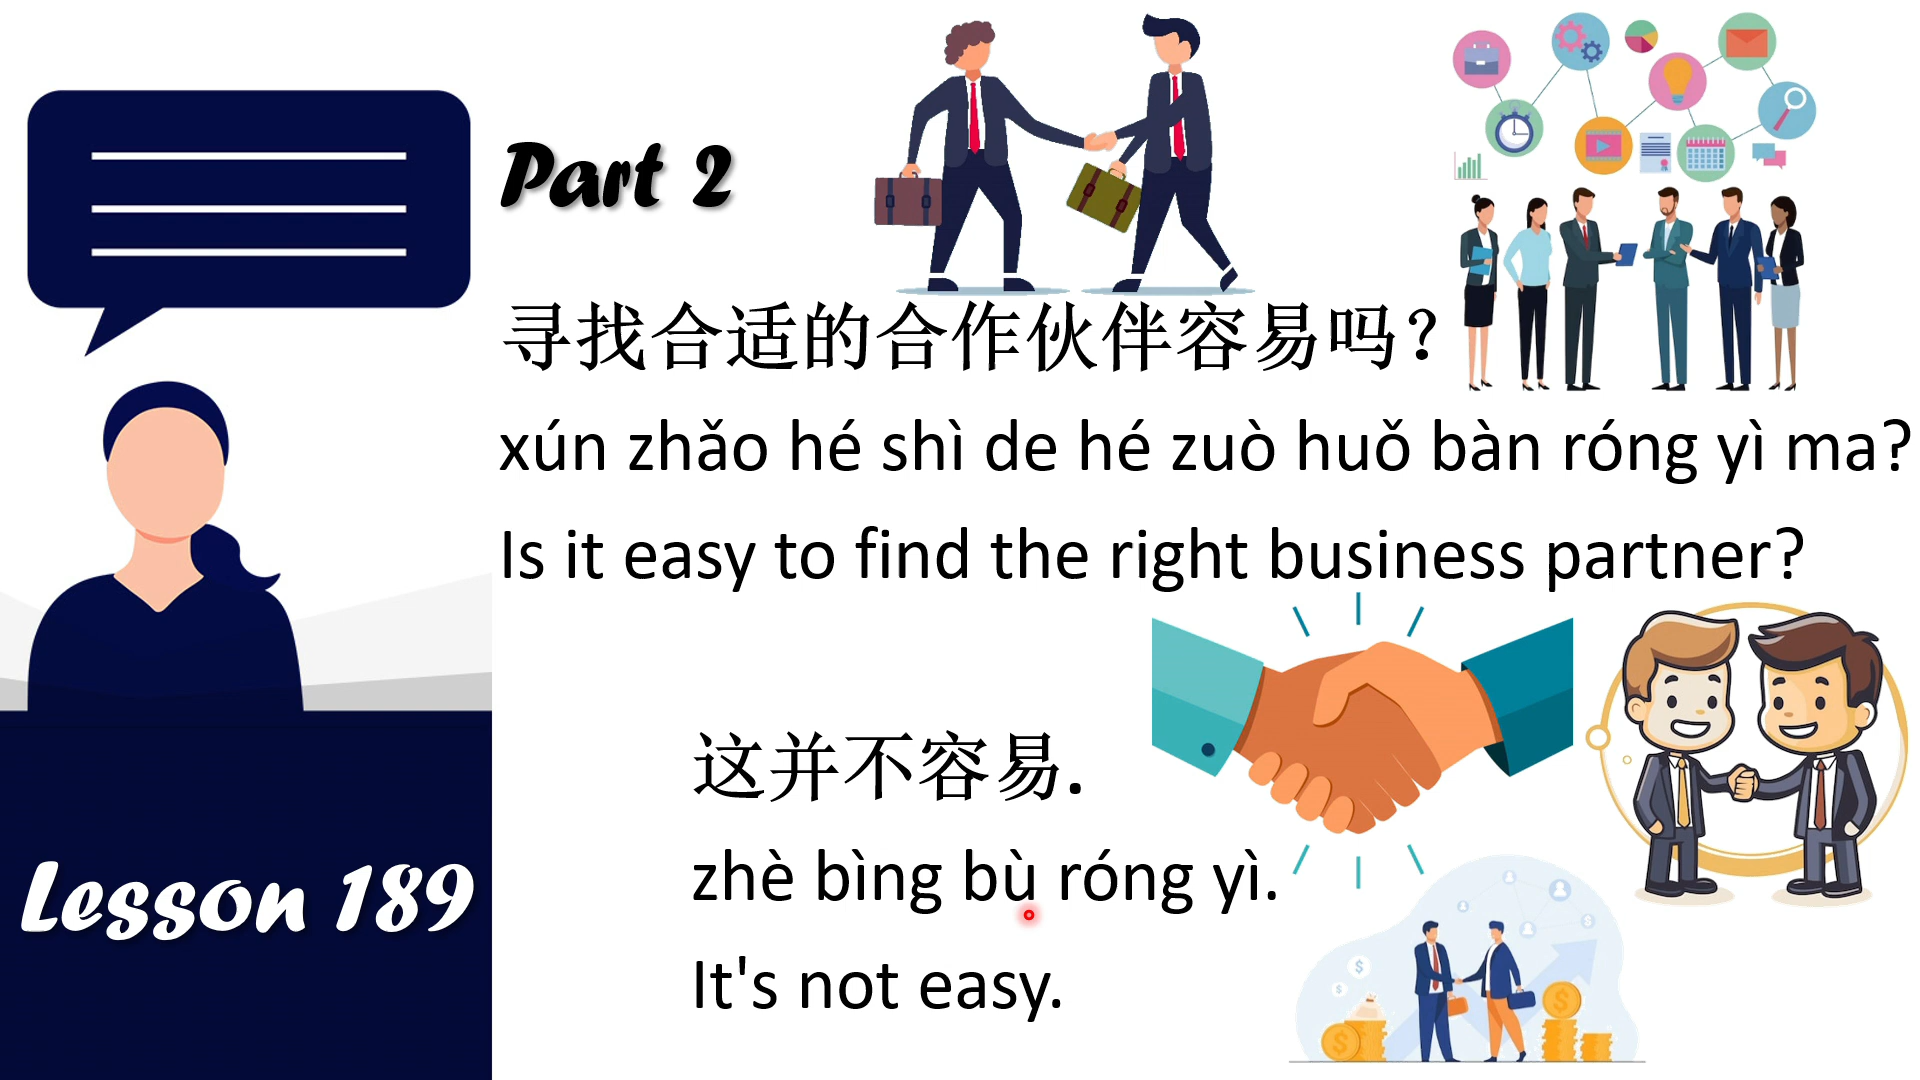 Part 2
寻找合适的合作伙伴容易吗？
xún zhǎo hé shì de hé zuò huǒ bàn róng yì ma?
Is it easy to find the right business partner?
这并不容易.
zhè bìng bù róng yì.
It's not easy.
Lesson 189